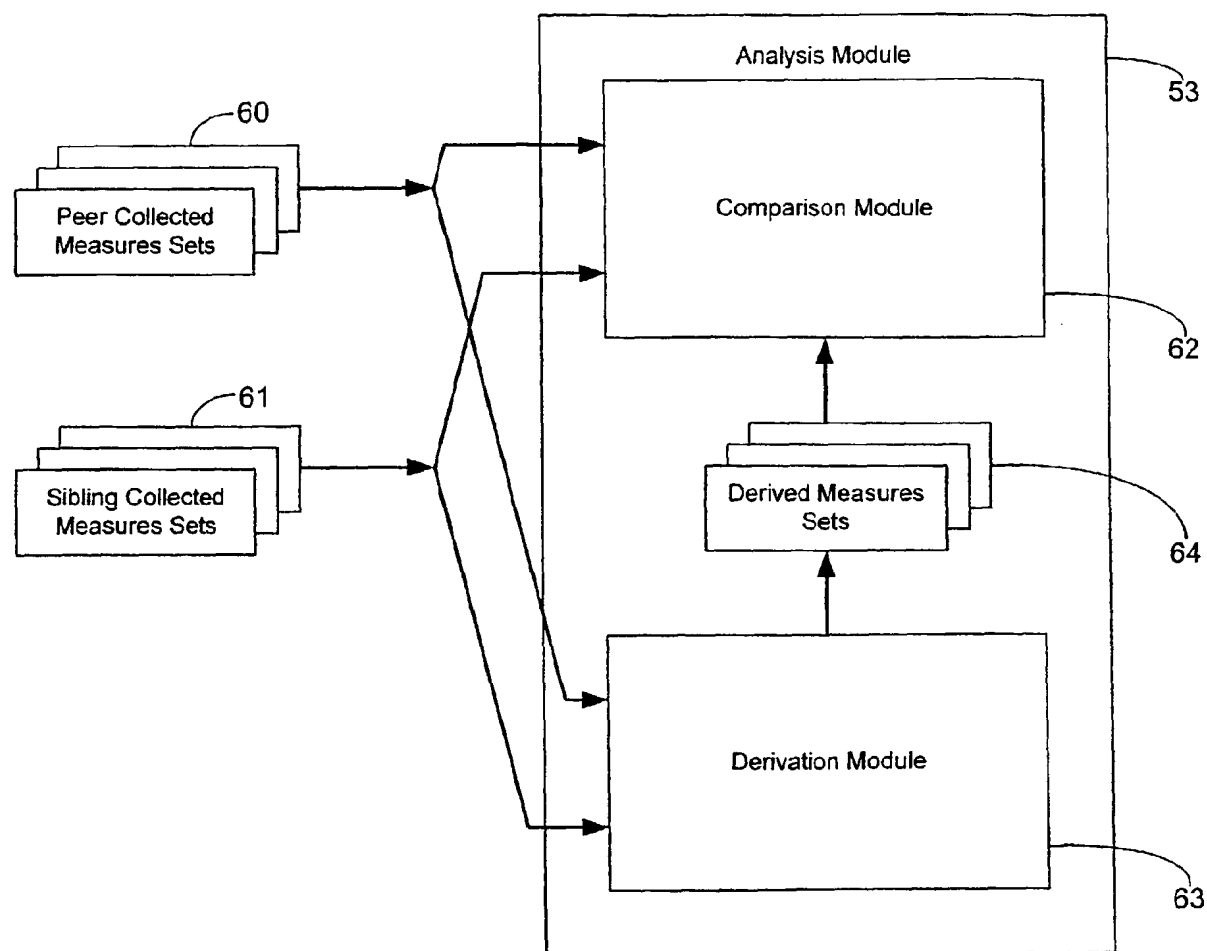 Analysis Module
53
60
Peer Collected
Measures Sets
Comparison Module
62
61
Sibling Collected
Measures Sets
Derived Measures
Sets
64
Derivation Module
63